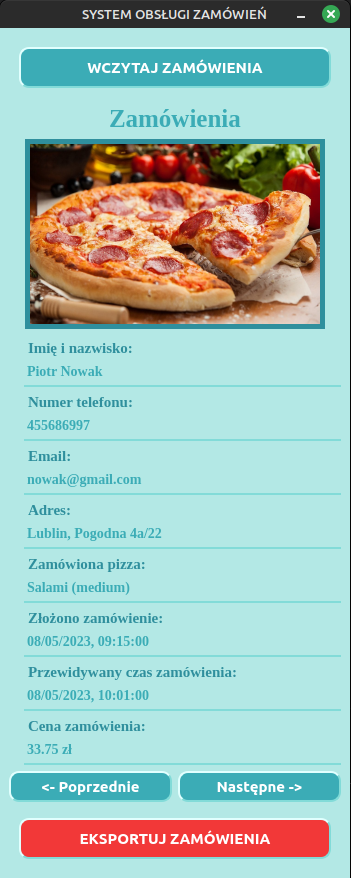 SYSTEM OBSŁUGI ZAMÓWIEŃ
WCZYTAJ ZAMÓWIENIA
Zamówienia
Imię i nazwisko:
Piotr Nowak
Numer telefonu:
455686997
Email:
nowak@gmail.com
Adres:
Lublin, Pogodna 4a/22
Zamówiona pizza:
Salami (medium)
Złożono zamówienie:
08/05/2023, 09:15:00
Przewidywany czas zamówienia:
08/05/2023, 10:01:00
Cena zamówienia:
33.75 zł
<- Poprzednie Następne ->
EKSPORTUJ ZAMÓWIENIA